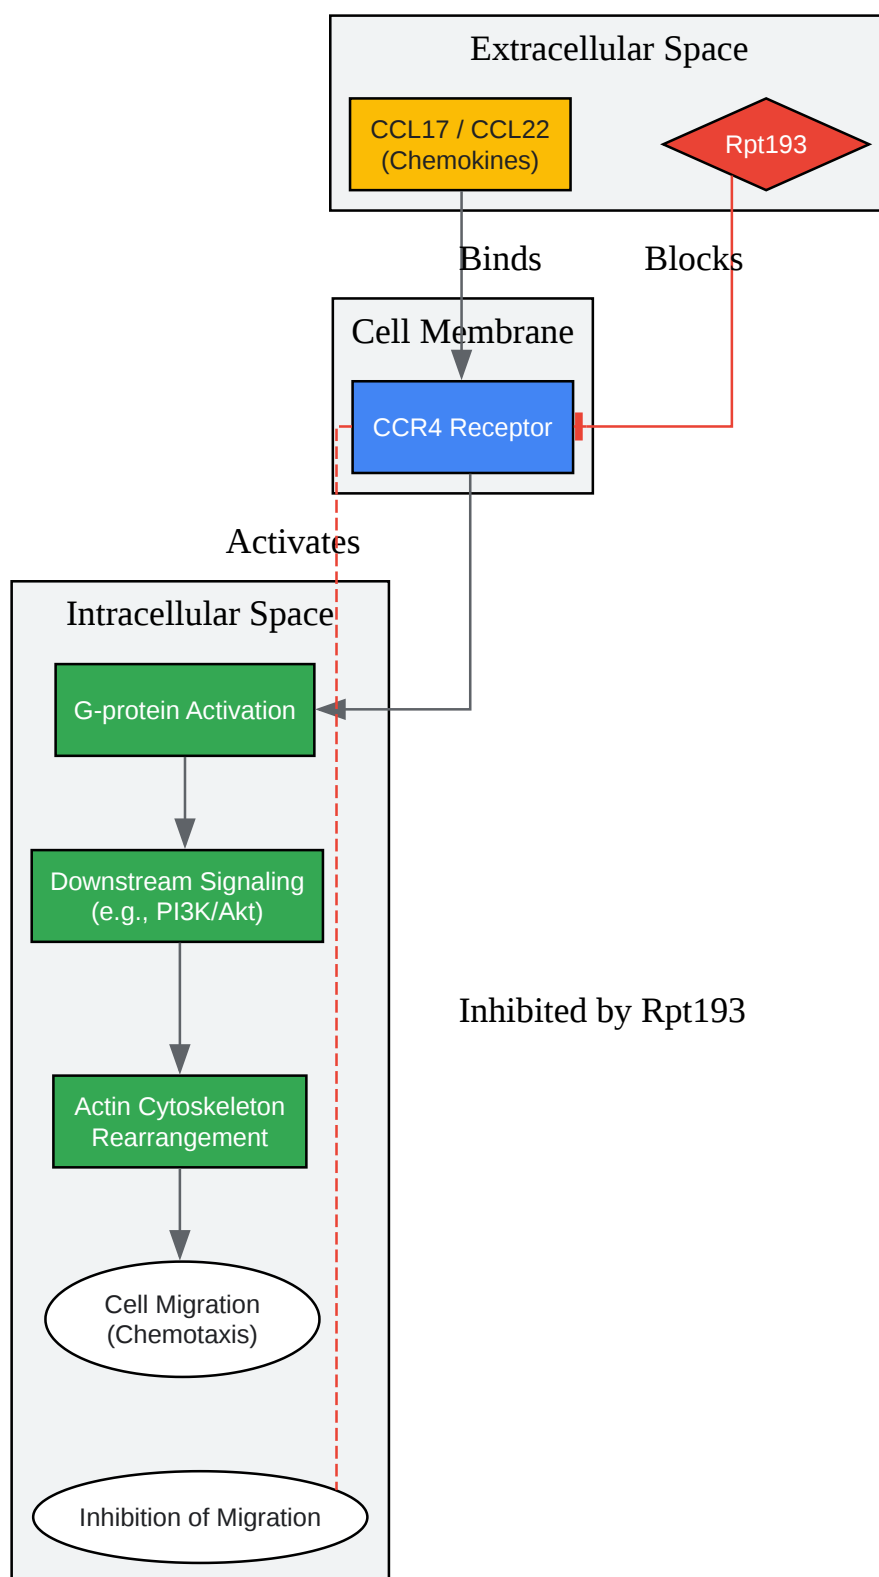 Extracellular Space
CCL17 / CCL22
(Chemokines)
Rpt193
Binds
Blocks
Cell Membrane
CCR4 Receptor
Activates
Intracellular Space
G-protein Activation
Downstream Signaling
(e.g., PI3K/Akt)
Inhibited by Rpt193
Actin Cytoskeleton
Rearrangement
Cell Migration
(Chemotaxis)
Inhibition of Migration